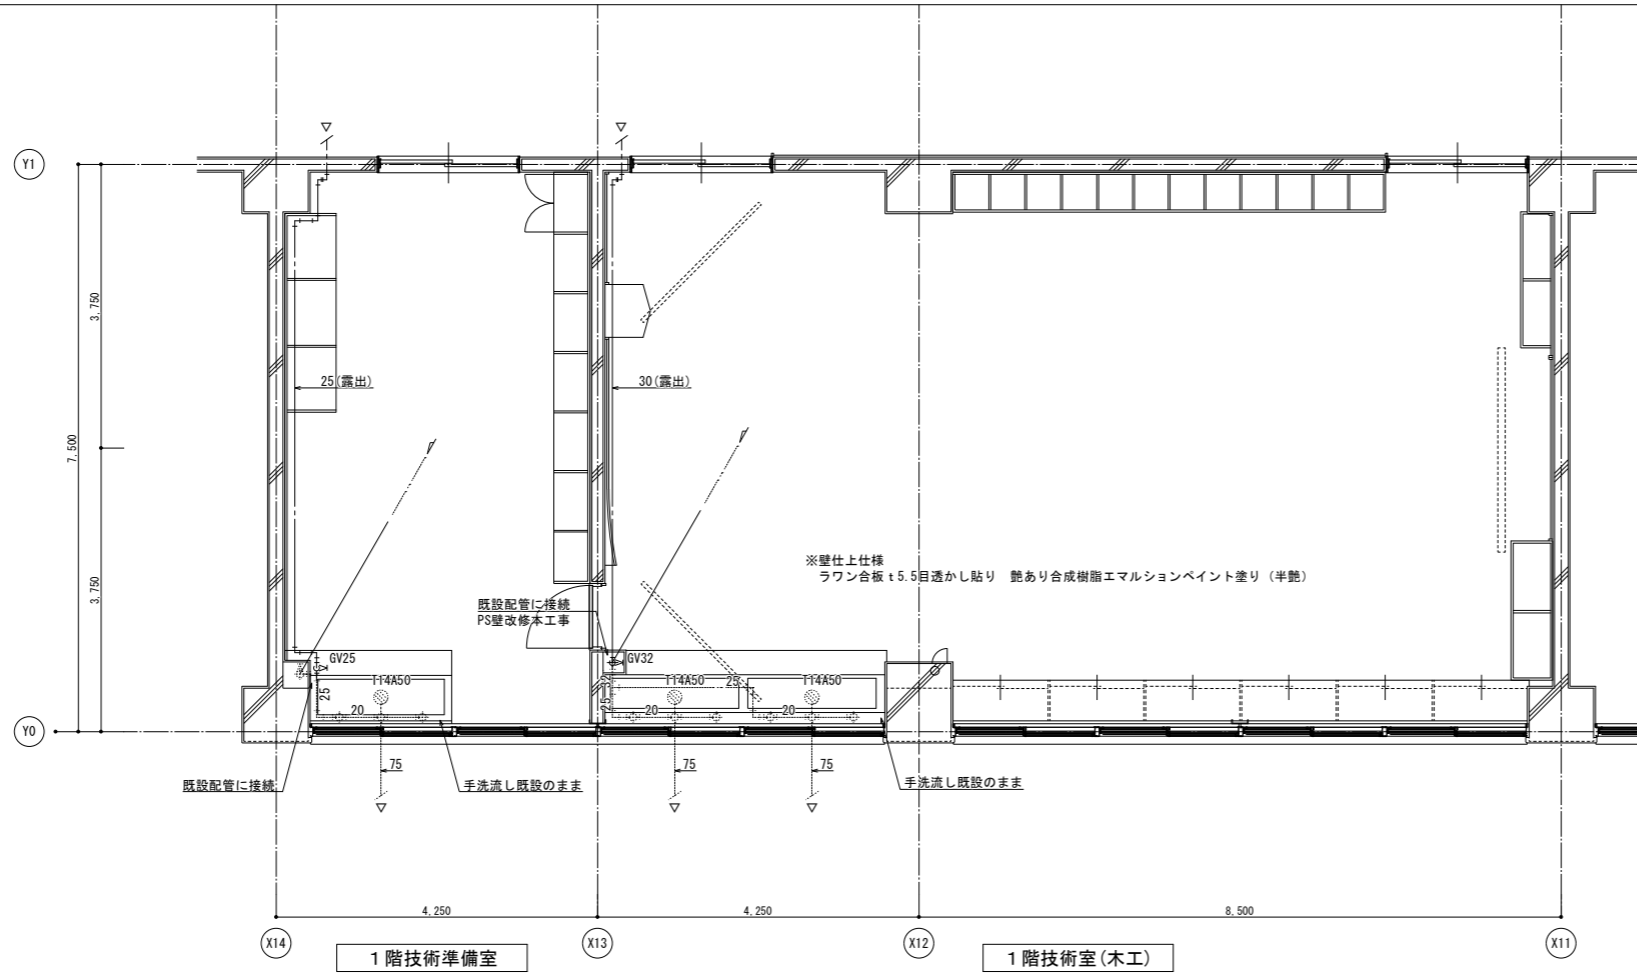 Y1
3,750
7,500
25(露出)
30(露出)
※壁仕上仕様
ラワン合板 t 5.5目透かし貼り 艶あり合成樹脂エマルションペイント塗り（半艶）
既設配管に接続
PS壁改修本工事
3,750
GV25
GV32
T14A50
T14A50
25
T14A50
25
25
32
20
20
20
Y0
75
75
75
既設配管に接続
手洗流し既設のまま
手洗流し既設のまま
4,250
4,250
8,500
X14
X13
X12
X11
1階技術準備室
1階技術室(木工)